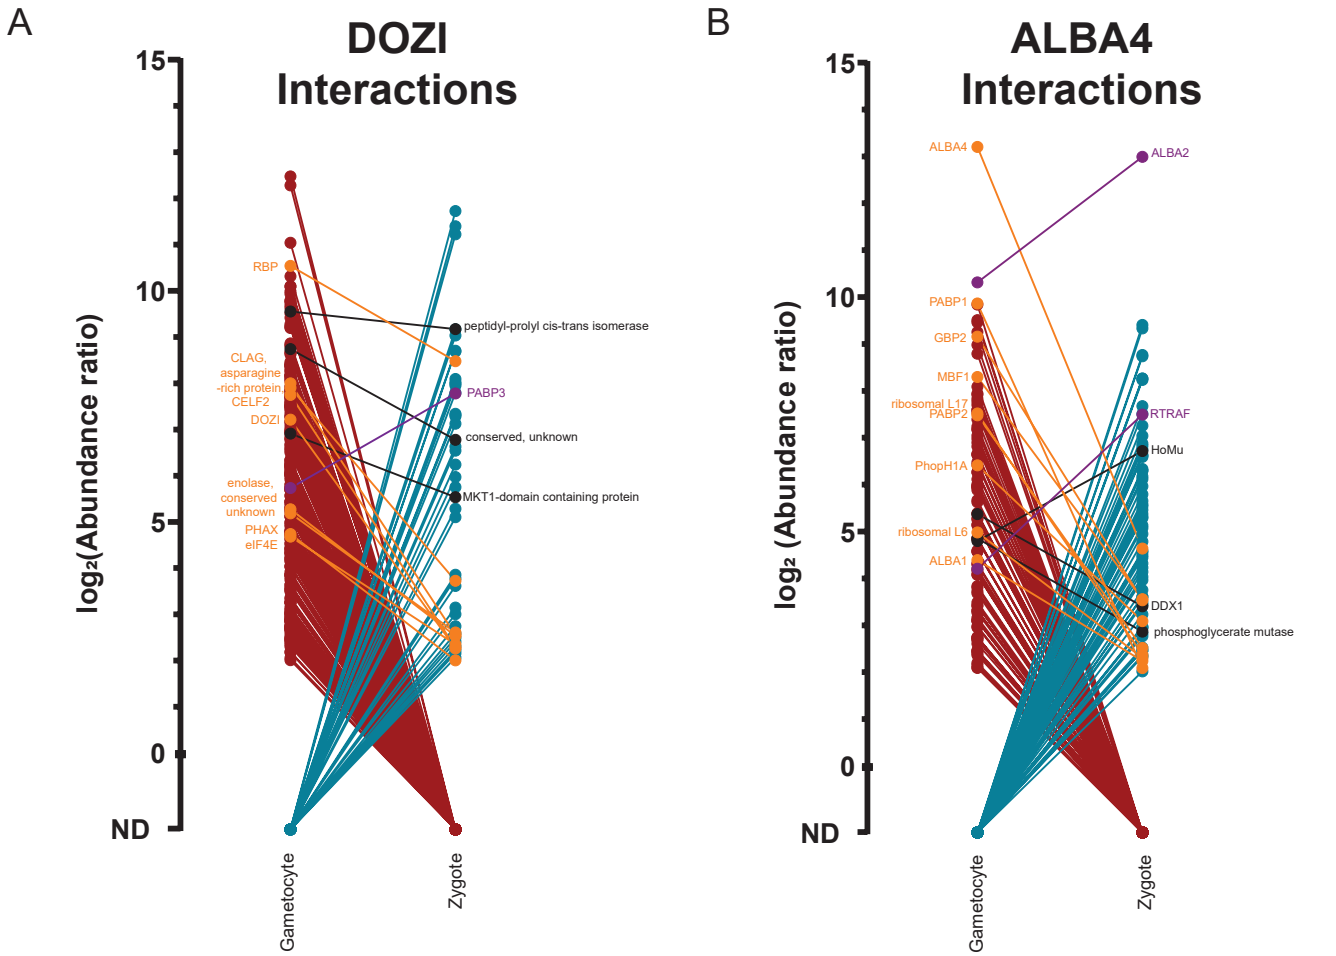 A
DOZI
Interactions
15
10
5
0
ND
log₂(Abundance ratio)
RBP
CLAG,
asparagine
-rich protein,
CELF2
DOZI
enolase,
conserved
unknown
PHAX
eIF4E
peptidyl-prolyl cis-trans isomerase
PABP3
conserved, unknown
MKT1-domain containing protein
Gametocyte
Zygote
B
ALBA4
Interactions
15
10
5
0
ND
log₂ (Abundance ratio)
ALBA4
PABP1
GBP2
MBF1
ribosomal L17
PABP2
PhopH1A
ribosomal L6
ALBA1
ALBA2
RTRAF
HoMu
DDX1
phosphoglycerate mutase
Gametocyte
Zygote